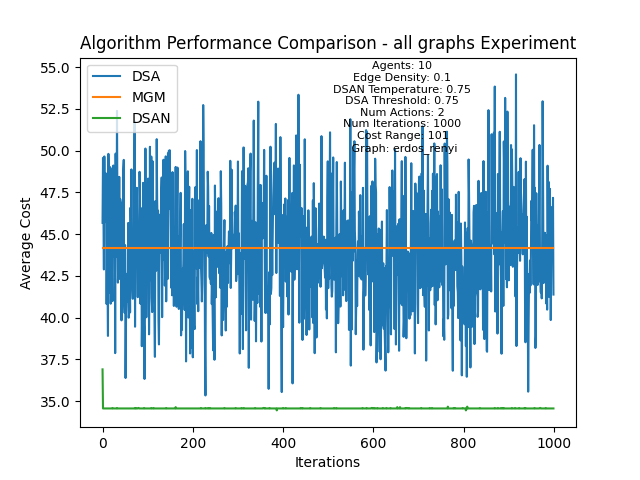 Algorithm Performance Comparison - all graphs Experiment
DSA
MGM
DSAN
Agents: 10
Edge Density: 0.1
DSAN Temperature: 0.75
DSA Threshold: 0.75
Num Actions: 2
Num Iterations: 1000
Cost Range: 101
Graph: erdos_renyi
Average Cost
55.0
52.5
50.0
47.5
45.0
42.5
40.0
37.5
35.0
0 200 400 600 800 1000
Iterations